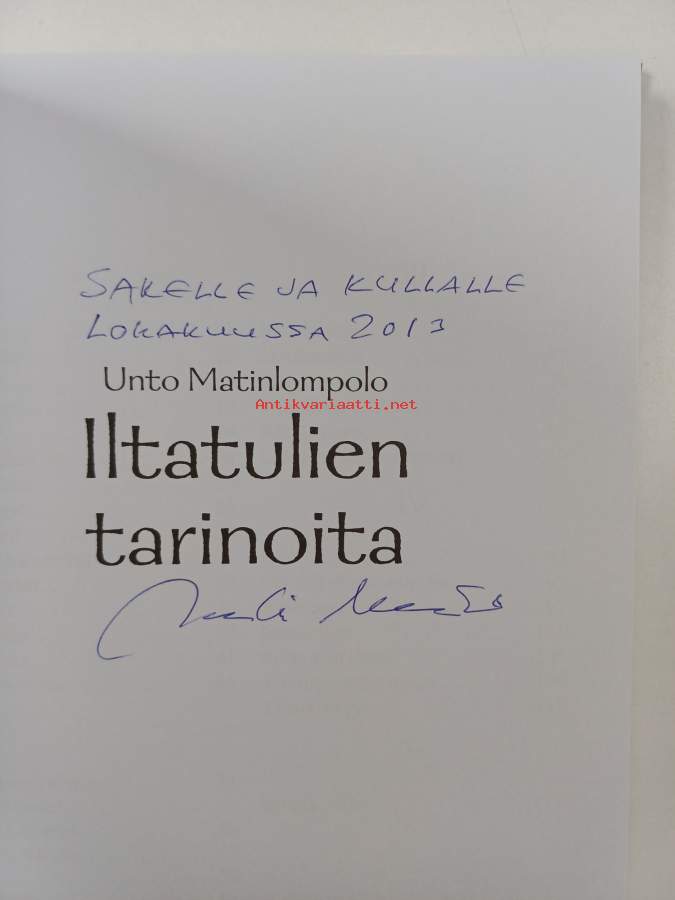 SAKELLE JA KULLALLE
LOKAKUUSSA 2013
Unto Matinlompolo
Antikvariaatti.net
Iltatulien
tarinoita